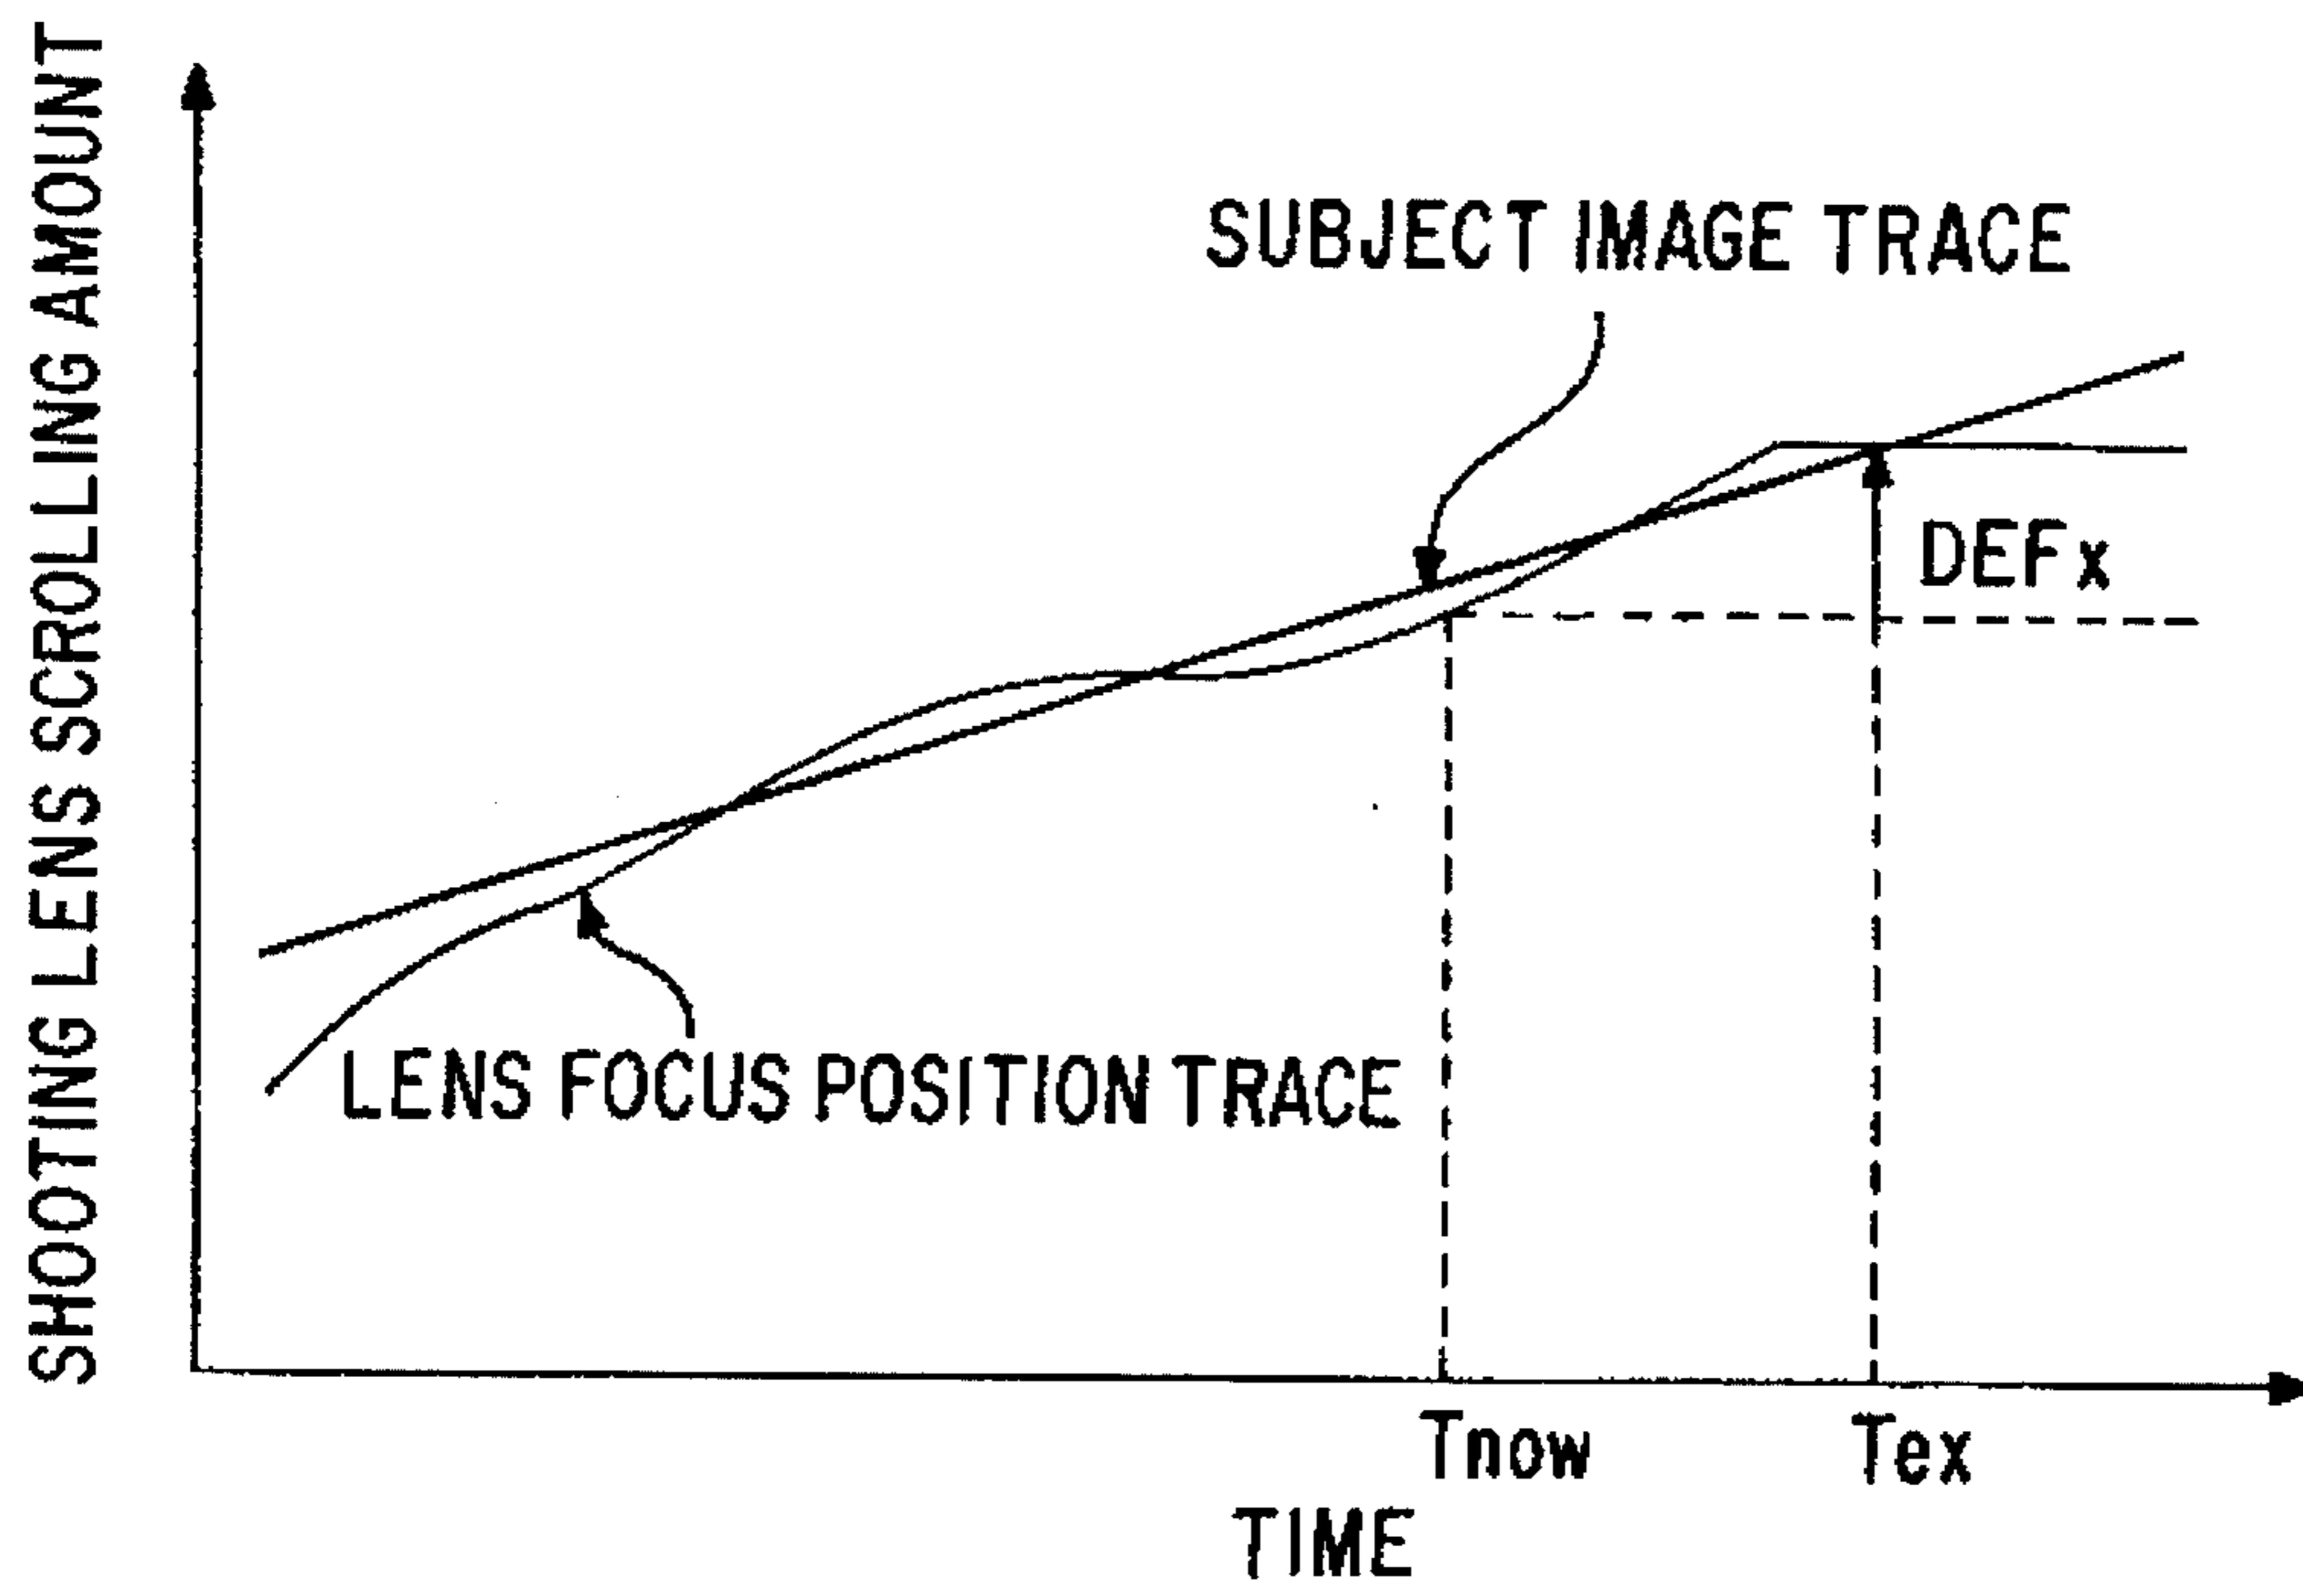 SHOOTING LENS SCROLLING AMOUNT
SUBJECT IMAGE TRACE
DEFx
LENS FOCUS POSITION TRACE
Tnow
Tex
TIME